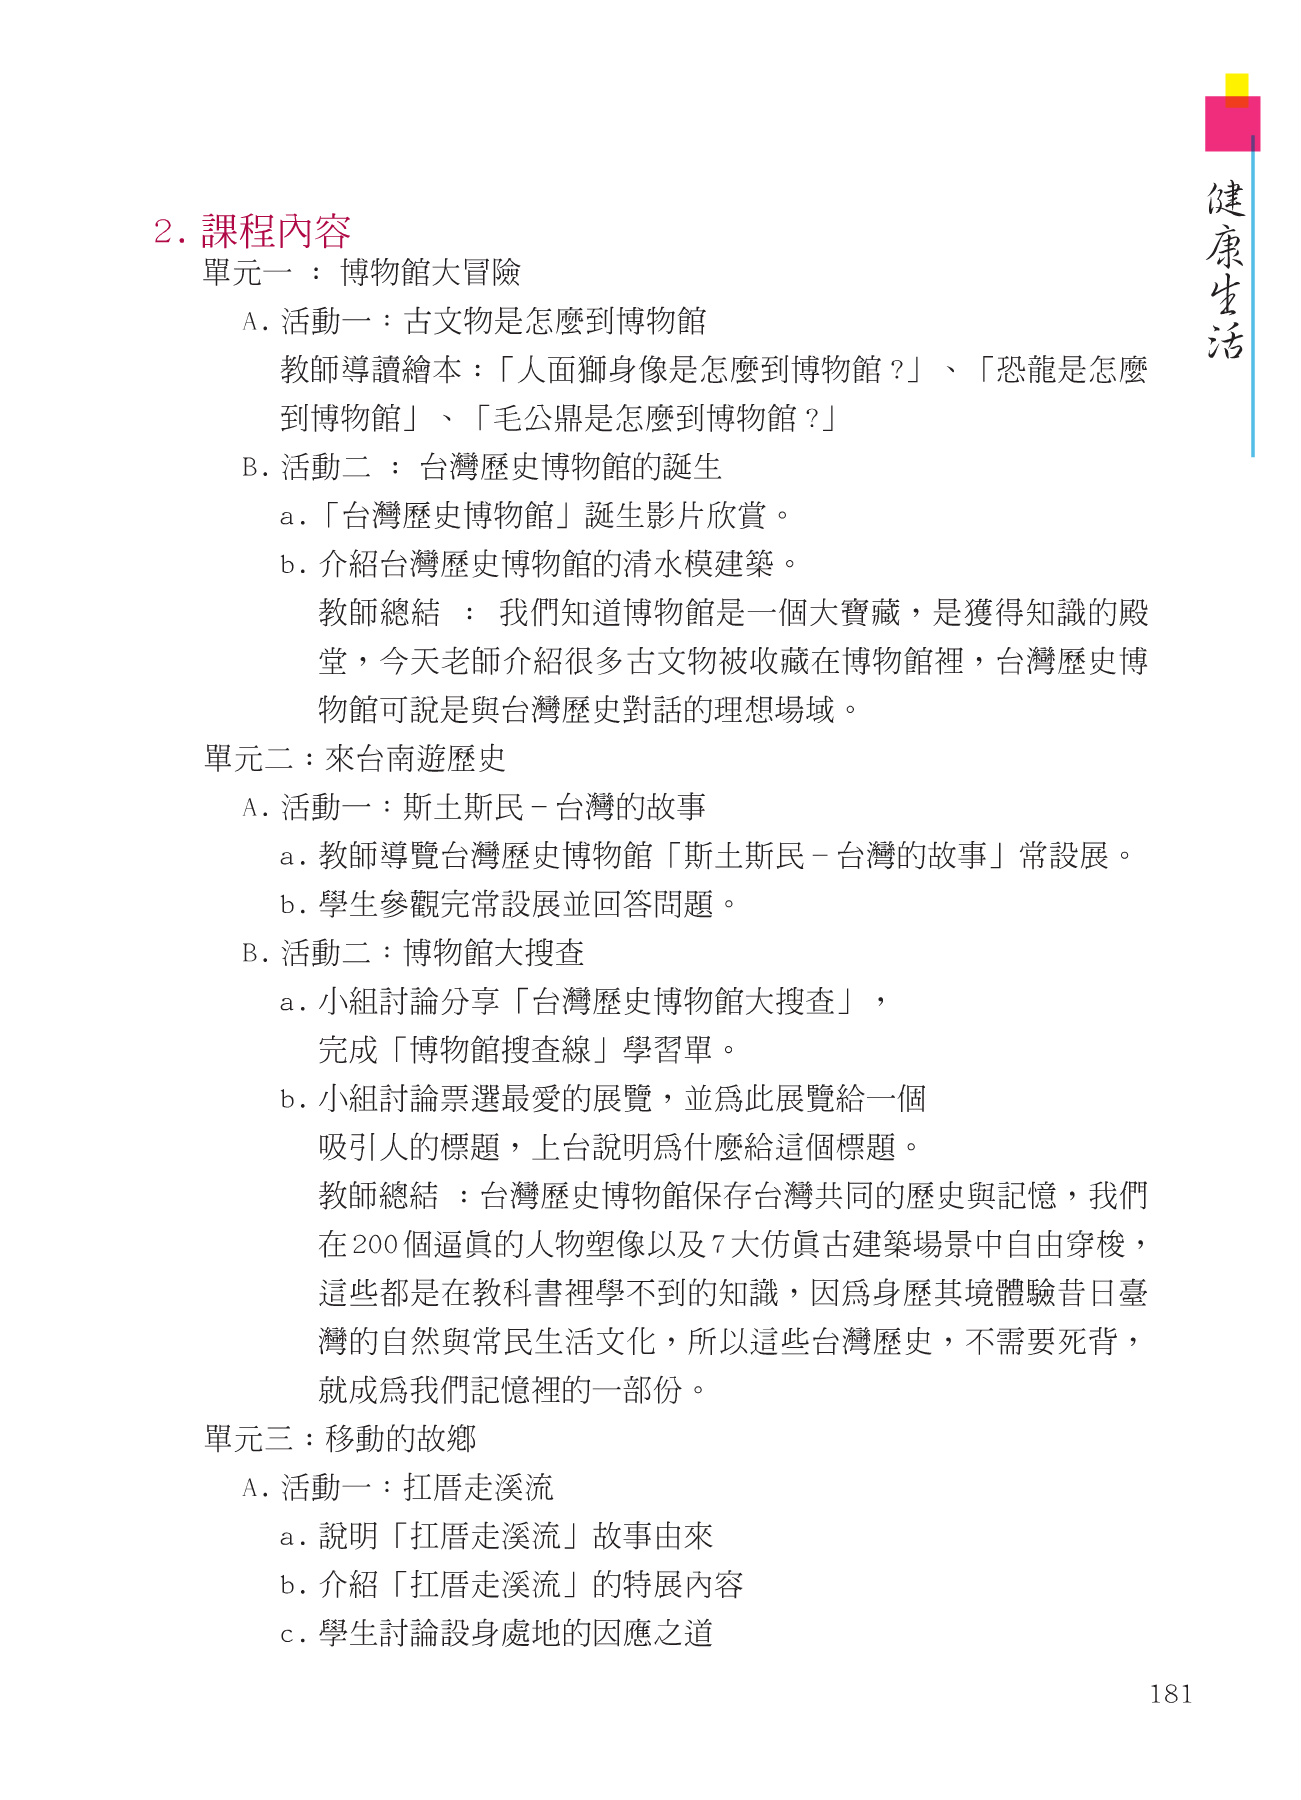 健康生活
2. 課程內容
單元一 : 博物館大冒險
A. 活動一：古文物是怎麼到博物館
教師導讀繪本：「人面獅身像是怎麼到博物館?」、「恐龍是怎麼
到博物館」、「毛公鼎是怎麼到博物館?」
B. 活動二 : 台灣歷史博物館的誕生
a.「台灣歷史博物館」誕生影片欣賞。
b. 介紹台灣歷史博物館的清水模建築。
教師總結 : 我們知道博物館是一個大寶藏，是獲得知識的殿
堂，今天老師介紹很多古文物被收藏在博物館裡，台灣歷史博
物館可說是與台灣歷史對話的理想場域。
單元二：來台南遊歷史
A. 活動一：斯土斯民－台灣的故事
a. 教師導覽台灣歷史博物館「斯土斯民－台灣的故事」常設展。
b. 學生參觀完常設展並回答問題。
B. 活動二：博物館大搜查
a. 小組討論分享「台灣歷史博物館大搜查」，
完成「博物館搜查線」學習單。
b. 小組討論票選最愛的展覽，並為此展覽給一個
吸引人的標題，上台說明為什麼給這個標題。
教師總結 :台灣歷史博物館保存台灣共同的歷史與記憶，我們
在200個逼真的人物塑像以及7大仿真古建築場景中自由穿梭，
這些都是在教科書裡學不到的知識，因為身歷其境體驗昔日臺
灣的自然與常民生活文化，所以這些台灣歷史，不需要死背，
就成為我們記憶裡的一部份。
單元三：移動的故鄉
A. 活動一：扛厝走溪流
a. 說明「扛厝走溪流」故事由來
b. 介紹「扛厝走溪流」的特展內容
c. 學生討論設身處地的因應之道
181